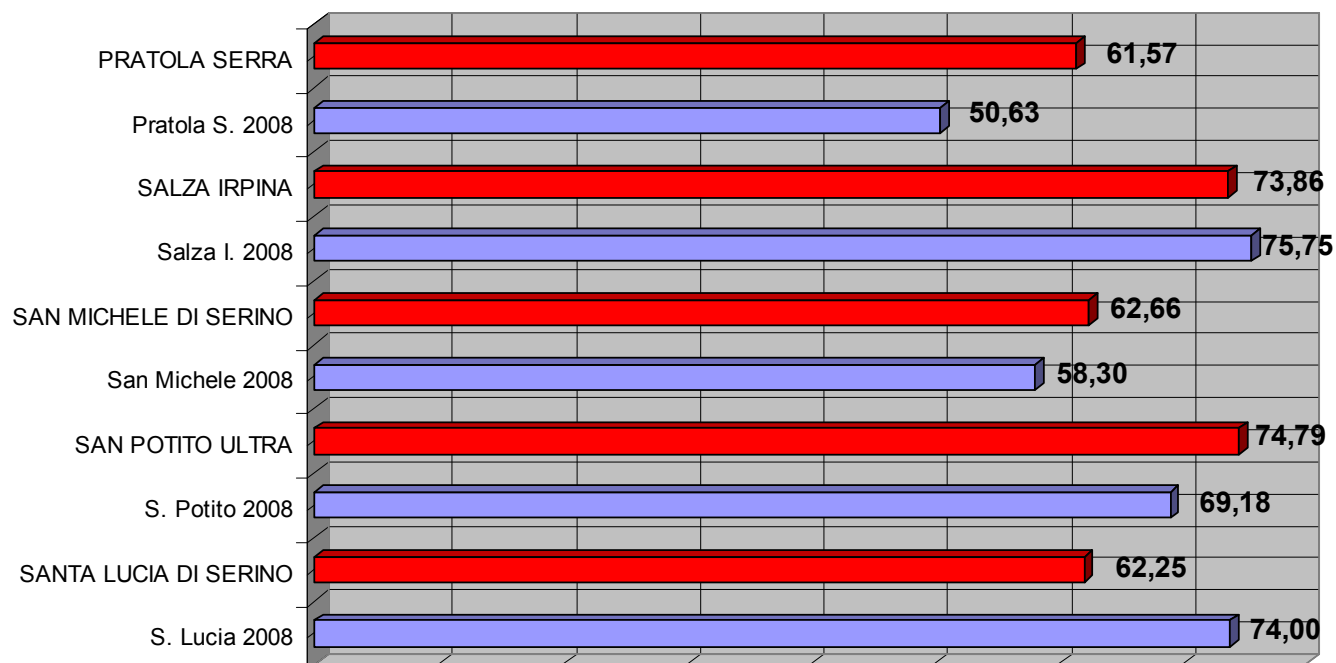 PRATOLA SERRA 61,57
Pratola S. 2008 50,63
SALZA IRPINA 73,86
Salza I. 2008 75,75
SAN MICHELE DI SERINO 62,66
San Michele 2008 58,30
SAN POTITO ULTRA 74,79
S. Potito 2008 69,18
SANTA LUCIA DI SERINO 62,25
S. Lucia 2008 74,00